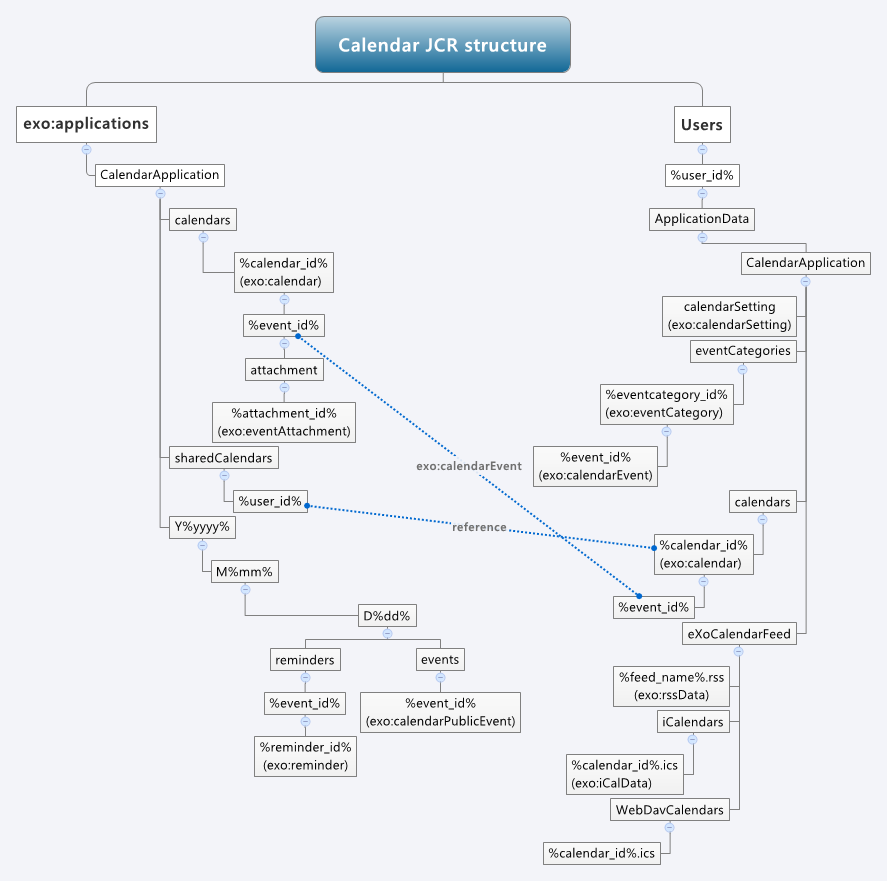 Calendar JCR structure
exo:applications
CalendarApplication
calendars
%calendar_id%
(exo:calendar)
%event_id%
attachment
%attachment_id%
(exo:eventAttachment)
sharedCalendars
%user_id%
Y%yyyy%
M%mm%
D%dd%
reminders
%event_id%
%reminder_id%
(exo:reminder)
events
%event_id%
(exo:calendarPublicEvent)
exo:calendarEvent
reference
Users
%user_id%
ApplicationData
CalendarApplication
calendarSetting
(exo:calendarSetting)
eventCategories
%eventcategory_id%
(exo:eventCategory)
%event_id%
(exo:calendarEvent)
calendars
%calendar_id%
(exo:calendar)
%event_id%
eXoCalendarFeed
%feed_name%.rss
(exo:rssData)
iCalendars
%calendar_id%.ics
(exo:iCalData)
WebDavCalendars
%calendar_id%.ics